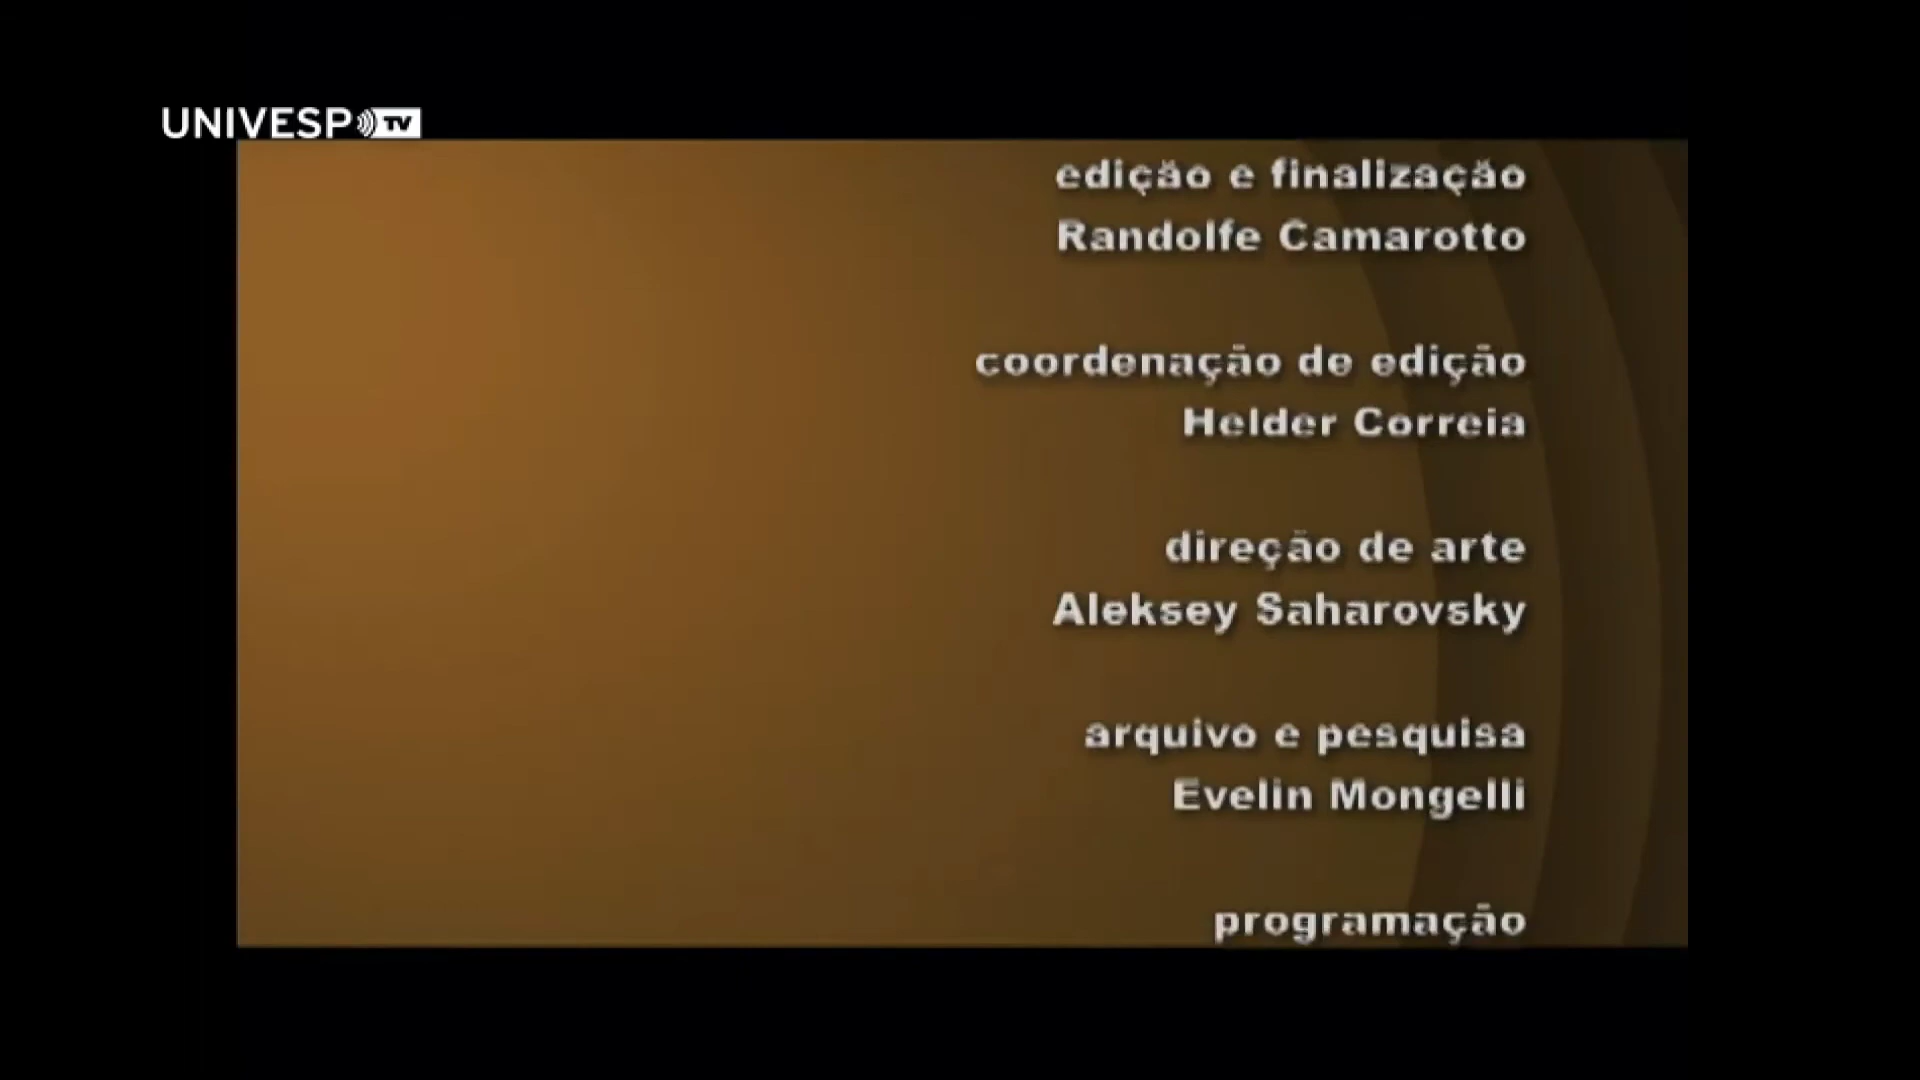 UNIVESP TV
edição e finalização
Randolfe Camarotto
coordenação de edição
Helder Correia
direção de arte
Aleksey Saharovsky
arquivo e pesquisa
Evelin Mongelli
programação